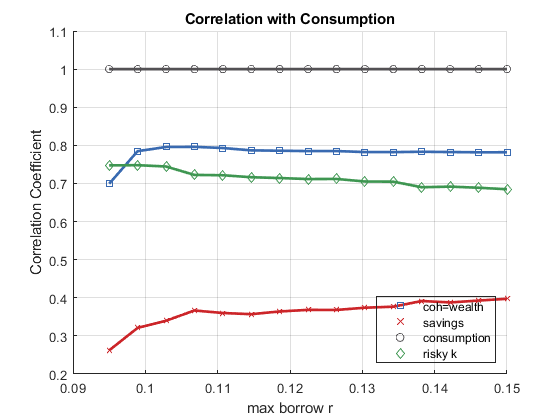 Correlation with Consumption
Correlation Coefficient
1.1
1
0.9
0.8
0.7
0.6
0.5
0.4
0.3
0.2
coh=wealth
savings
consumption
risky k
0.09
0.1
0.11
0.12
0.13
0.14
0.15
max borrow r